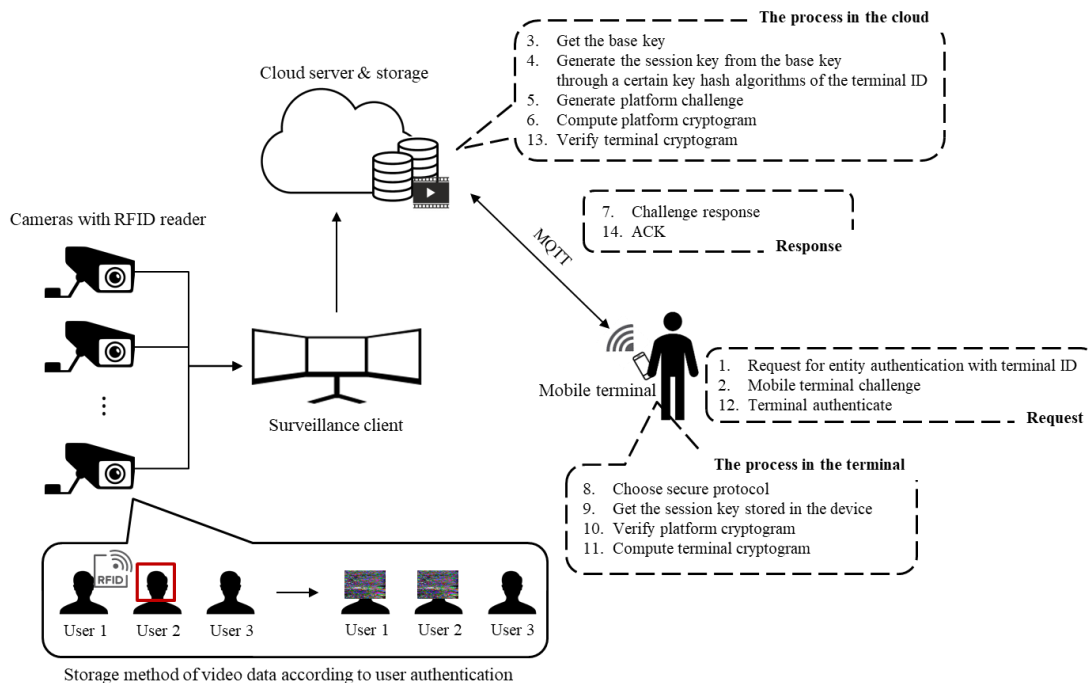 The process in the cloud
3. Get the base key
4. Generate the session key from the base key
through a certain key hash algorithms of the terminal ID
5. Generate platform challenge
6. Compute platform cryptogram
13. Verify terminal cryptogram
Cloud server & storage
7. Challenge response
14. ACK
Response
Cameras with RFID reader
MQTT
Mobile terminal
1. Request for entity authentication with terminal ID
2. Mobile terminal challenge
12. Terminal authenticate
Request
Surveillance client
The process in the terminal
8. Choose secure protocol
9. Get the session key stored in the device
10. Verify platform cryptogram
11. Compute terminal cryptogram
RFID
User 1
User 2
User 3
User 1
User 2
User 3
Storage method of video data according to user authentication